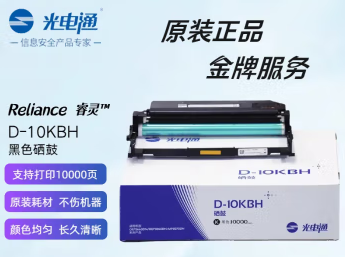 光电通
信息安全产品专家
原装正品
金牌服务
Reliance 睿灵™
D-10KBH
黑色硒鼓
支持打印10000页
原装耗材 不伤机器
颜色均匀 长久清晰
光电通
D-10KBH
硒鼓
K
10000